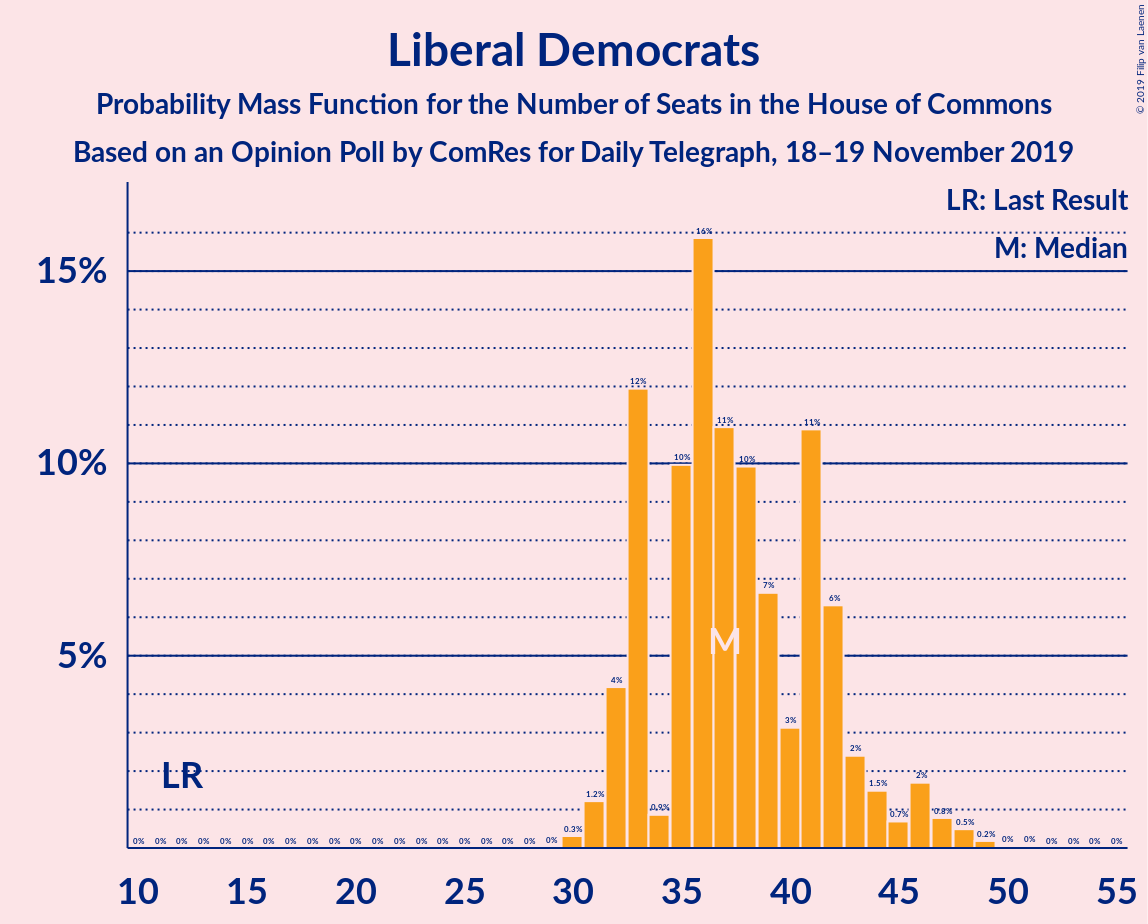 Liberal Democrats
Probability Mass Function for the Number of Seats in the House of Commons
Based on an Opinion Poll by ComRes for Daily Telegraph, 18–19 November 2019
© 2019 Filip van Laenen
LR: Last Result
M: Median
15%
10%
5%
16%
12%
11%
11%
10%
10%
7%
6%
4%
3%
2%
2%
1.5%
1.2%
0.9%
0.8%
0.7%
0.5%
0.3%
0.2%
0% 0% 0% 0% 0% 0% 0% 0% 0% 0% 0% 0% 0% 0% 0% 0% 0% 0% 0% 0% 0% 0% 0% 0% 0% 0%
M
LR
10 15 20 25 30 35 40 45 50 55